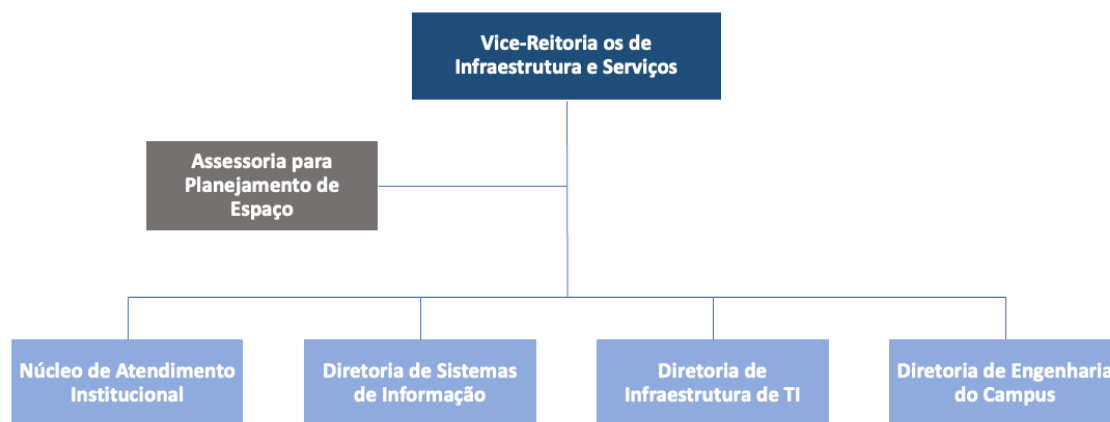 Vice-Reitoria os de
Infraestrutura e Serviços
Assessoria para
Planejamento de
Espaço
Núcleo de Atendimento
Institucional
Diretoria de Sistemas
de Informação
Diretoria de
Infraestrutura de TI
Diretoria de Engenharia
do Campus